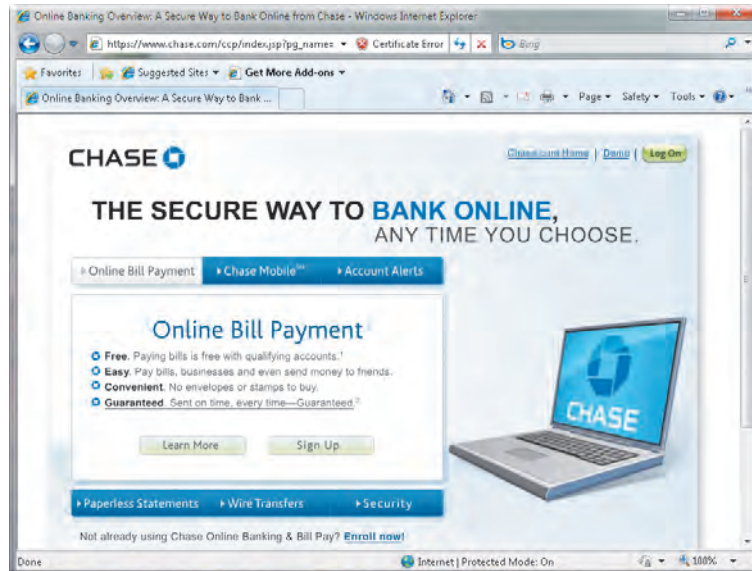 Online Banking Overview: A Secure Way to Bank Online from Chase - Windows Internet Explorer
https://www.chase.com/ccp/index.jsp?pg_name= Certificate Error Bing
Favorites Suggested Sites Get More Add-ons
Online Banking Overview: A Secure Way to Bank ... Page Safety Tools
CHASE
Chase.com Home | Demo | Log On
THE SECURE WAY TO BANK ONLINE,
ANY TIME YOU CHOOSE.
Online Bill Payment Chase Mobile℠ Account Alerts
Online Bill Payment
Free. Paying bills is free with qualifying accounts.¹
Easy. Pay bills, businesses and even send money to friends.
Convenient. No envelopes or stamps to buy.
Guaranteed. Sent on time, every time—Guaranteed.²
Learn More Sign Up
CHASE
Paperless Statements Wire Transfers Security
Not already using Chase Online Banking & Bill Pay? Enroll now!
Done Internet | Protected Mode: On 100%